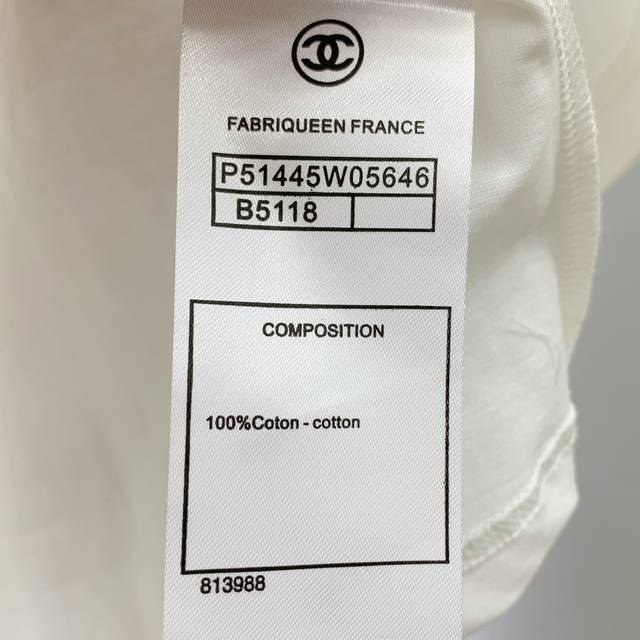 FABRIQUEEN FRANCE
P51445W05646
B5118
COMPOSITION
100%Coton - cotton
813988